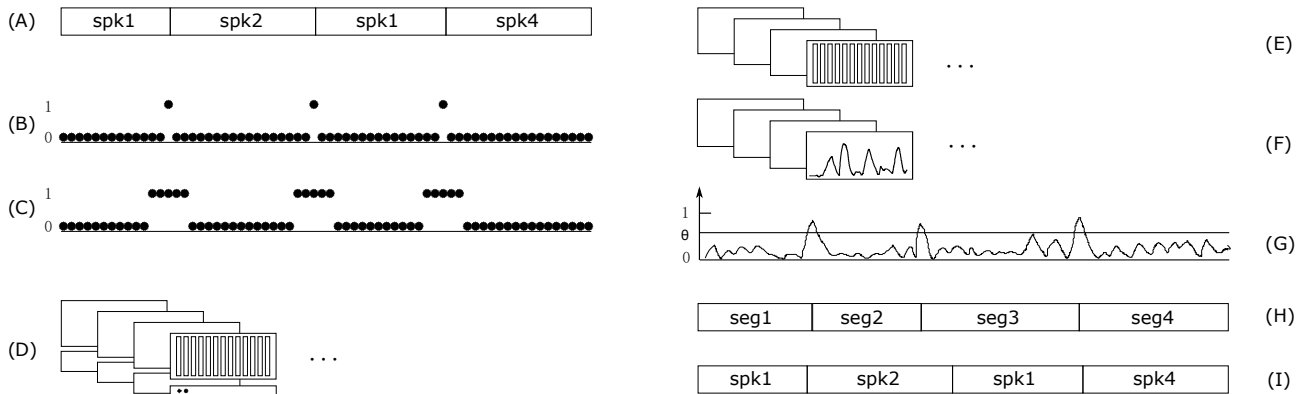 (A) spk1 spk2 spk1 spk4
1
(B)
0
1
(C)
0
(D) . . .
. . . (E)
. . . (F)
1
θ
0 (G)
seg1 seg2 seg3 seg4 (H)
spk1 spk2 spk1 spk4 (I)